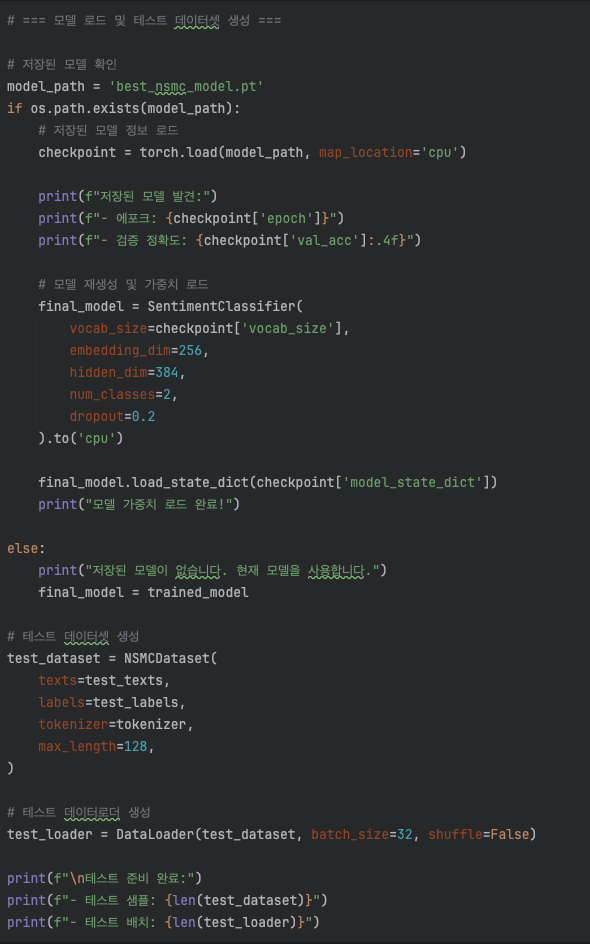 # === 모델 로드 및 테스트 데이터셋 생성 ===
# 저장된 모델 확인
model_path = 'best_nsmc_model.pt'
if os.path.exists(model_path):
    # 저장된 모델 정보 로드
    checkpoint = torch.load(model_path, map_location='cpu')
    print(f"저장된 모델 발견:")
    print(f"- 에포크: {checkpoint['epoch']}")
    print(f"- 검증 정확도: {checkpoint['val_acc']:.4f}")
    # 모델 재생성 및 가중치 로드
    final_model = SentimentClassifier(
        vocab_size=checkpoint['vocab_size'],
        embedding_dim=256,
        hidden_dim=384,
        num_classes=2,
        dropout=0.2
    ).to('cpu')
    final_model.load_state_dict(checkpoint['model_state_dict'])
    print("모델 가중치 로드 완료!")
else:
    print("저장된 모델이 없습니다. 현재 모델을 사용합니다.")
    final_model = trained_model
# 테스트 데이터셋 생성
test_dataset = NSMCDataset(
    texts=test_texts,
    labels=test_labels,
    tokenizer=tokenizer,
    max_length=128,
)
# 테스트 데이터로더 생성
test_loader = DataLoader(test_dataset, batch_size=32, shuffle=False)
print(f"\n테스트 준비 완료:")
print(f"- 테스트 샘플: {len(test_dataset)}")
print(f"- 테스트 배치: {len(test_loader)}")